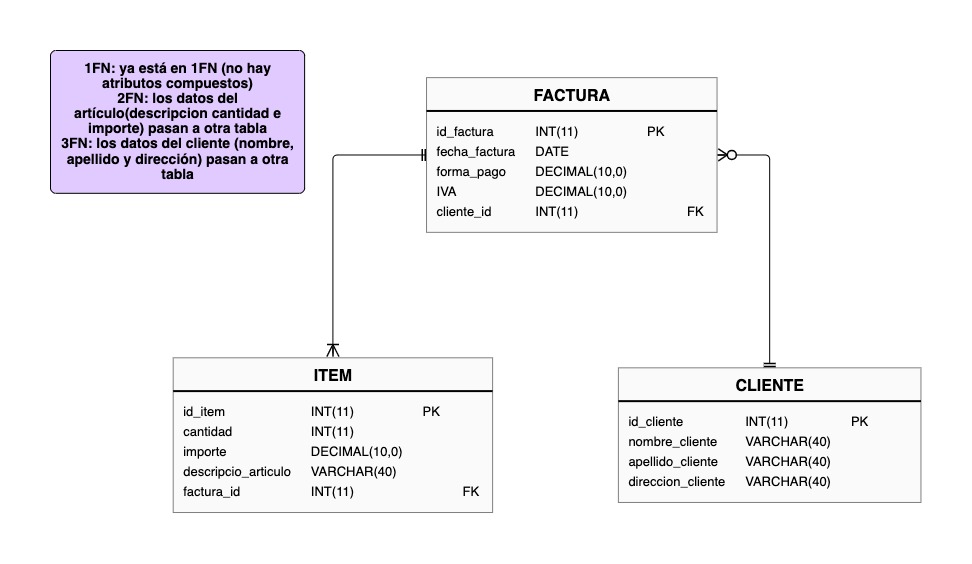 1FN: ya está en 1FN (no hay
atributos compuestos)
2FN: los datos del
artículo(descripcion cantidad e
importe) pasan a otra tabla
3FN: los datos del cliente (nombre,
apellido y dirección) pasan a otra
tabla
FACTURA
id_factura INT(11) PK
fecha_factura DATE
forma_pago DECIMAL(10,0)
IVA DECIMAL(10,0)
cliente_id INT(11) FK
ITEM
id_item INT(11) PK
cantidad INT(11)
importe DECIMAL(10,0)
descripcio_articulo VARCHAR(40)
factura_id INT(11) FK
CLIENTE
id_cliente INT(11) PK
nombre_cliente VARCHAR(40)
apellido_cliente VARCHAR(40)
direccion_cliente VARCHAR(40)